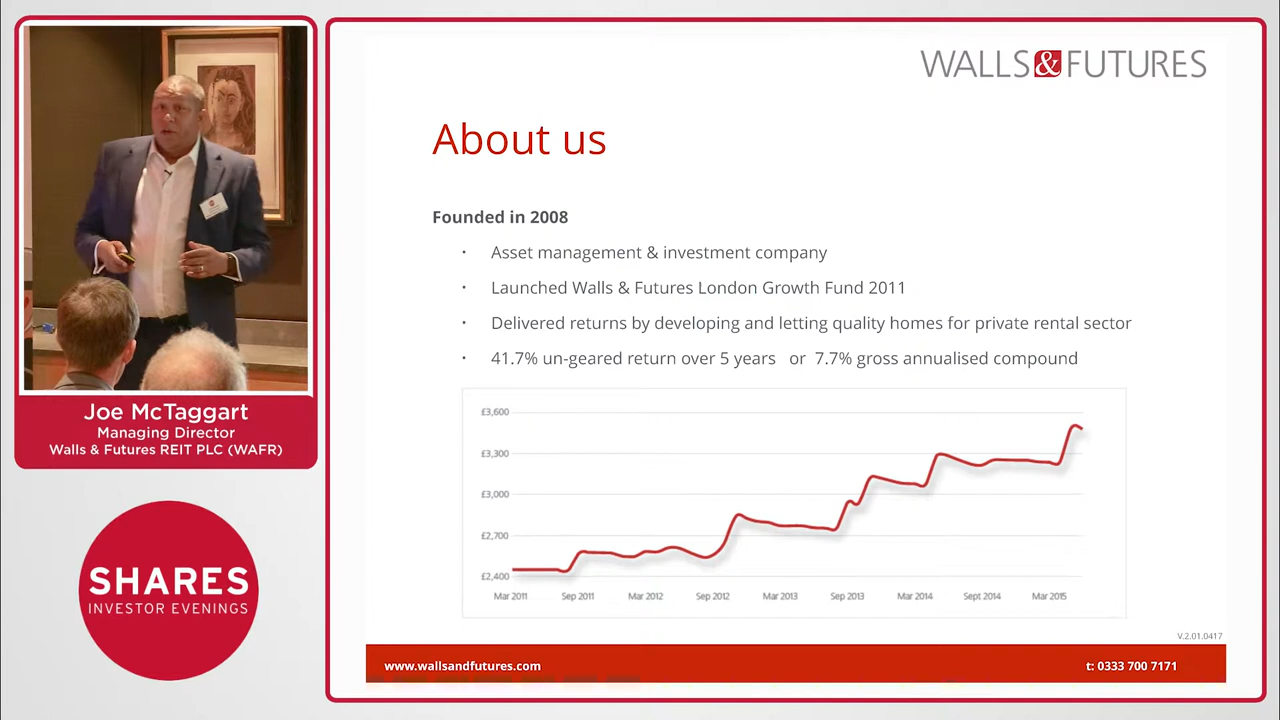 WALLS&FUTURES
About us
Founded in 2008
· Asset management & investment company
· Launched Walls & Futures London Growth Fund 2011
· Delivered returns by developing and letting quality homes for private rental sector
· 41.7% un-geared return over 5 years or 7.7% gross annualised compound
£3,600
£3,300
£3,000
£2,700
£2,400
Mar 2011 Sep 2011 Mar 2012 Sep 2012 Mar 2013 Sep 2013 Mar 2014 Sept 2014 Mar 2015
V.2.01.0417
www.wallsandfutures.com t: 0333 700 7171
Joe McTaggart
Managing Director
Walls & Futures REIT PLC (WAFR)
SHARES
INVESTOR EVENINGS